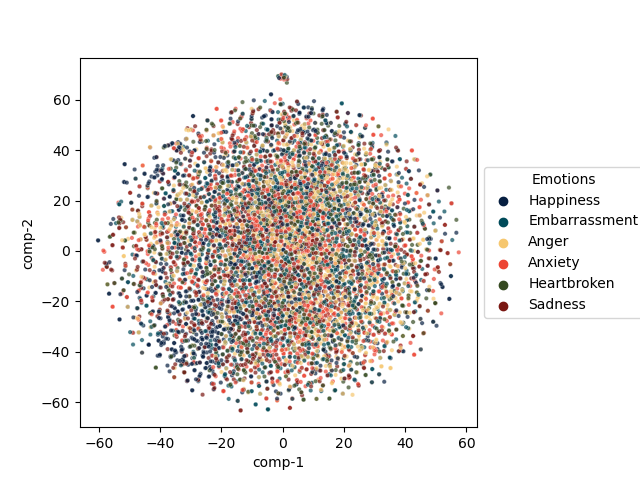 60
40
20
0
−20
−40
−60
comp-2
−60 −40 −20 0 20 40 60
comp-1
Emotions
Happiness
Embarrassment
Anger
Anxiety
Heartbroken
Sadness